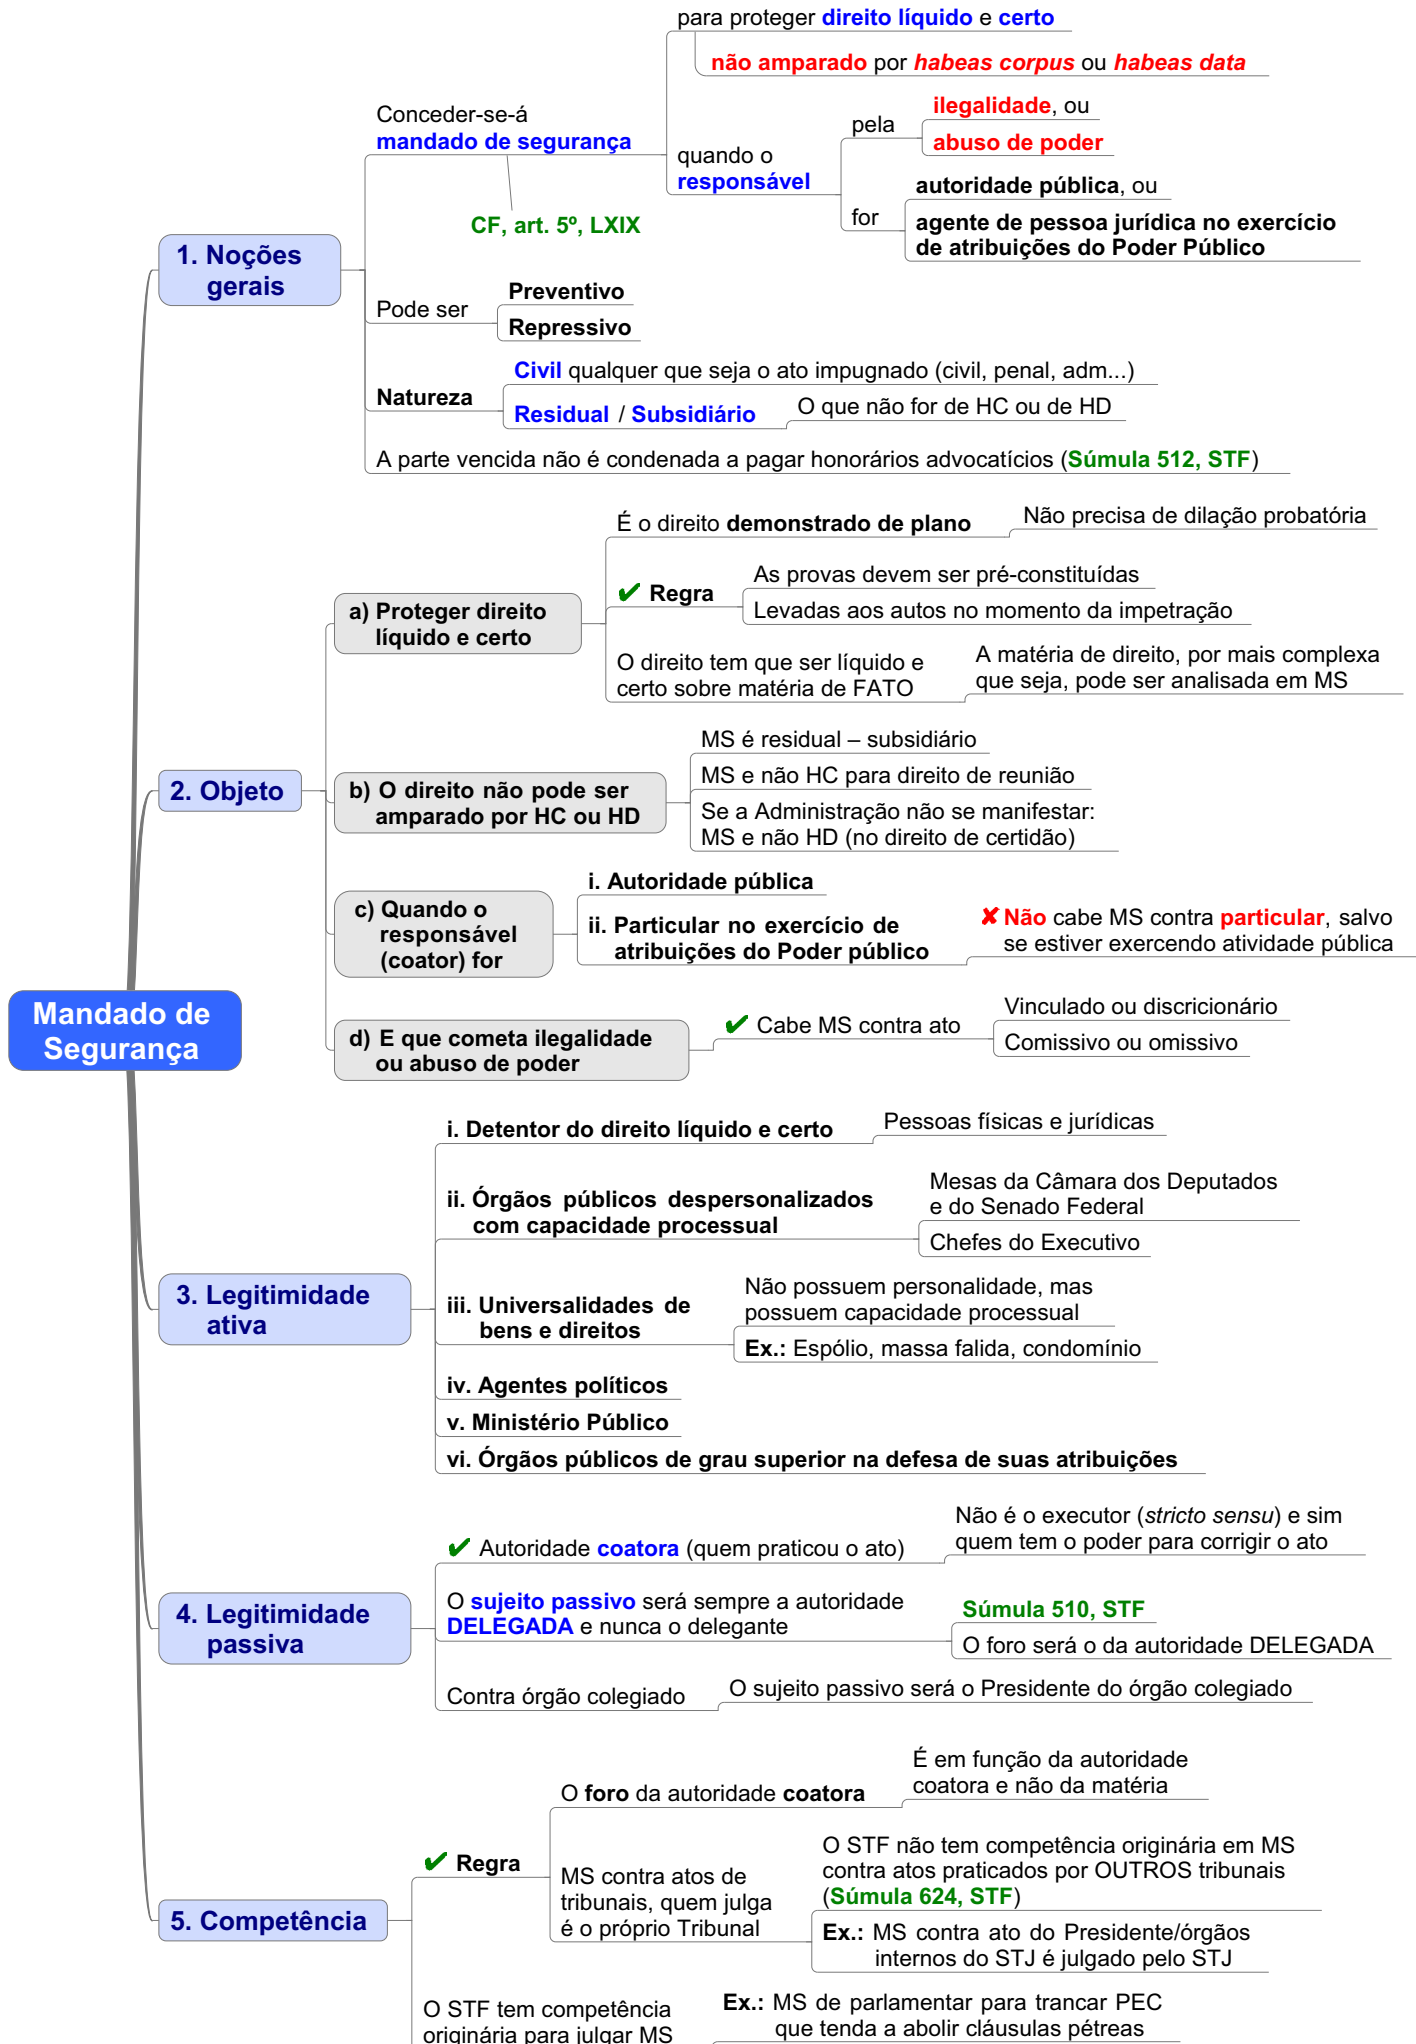 Mandado de
Segurança
1. Noções
gerais
Conceder-se-á
mandado de segurança
CF, art. 5º, LXIX
para proteger direito líquido e certo
não amparado por habeas corpus ou habeas data
quando o
responsável
pela
ilegalidade, ou
abuso de poder
for
autoridade pública, ou
agente de pessoa jurídica no exercício
de atribuições do Poder Público
Pode ser
Preventivo
Repressivo
Natureza
Civil qualquer que seja o ato impugnado (civil, penal, adm...)
Residual / Subsidiário
O que não for de HC ou de HD
A parte vencida não é condenada a pagar honorários advocatícios (Súmula 512, STF)
2. Objeto
a) Proteger direito
líquido e certo
É o direito demonstrado de plano
Não precisa de dilação probatória
✔ Regra
As provas devem ser pré-constituídas
Levadas aos autos no momento da impetração
O direito tem que ser líquido e
certo sobre matéria de FATO
A matéria de direito, por mais complexa
que seja, pode ser analisada em MS
b) O direito não pode ser
amparado por HC ou HD
MS é residual – subsidiário
MS e não HC para direito de reunião
Se a Administração não se manifestar:
MS e não HD (no direito de certidão)
c) Quando o
responsável
(coator) for
i. Autoridade pública
ii. Particular no exercício de
atribuições do Poder público
✘ Não cabe MS contra particular, salvo
se estiver exercendo atividade pública
d) E que cometa ilegalidade
ou abuso de poder
✔ Cabe MS contra ato
Vinculado ou discricionário
Comissivo ou omissivo
3. Legitimidade
ativa
i. Detentor do direito líquido e certo
Pessoas físicas e jurídicas
ii. Órgãos públicos despersonalizados
com capacidade processual
Mesas da Câmara dos Deputados
e do Senado Federal
Chefes do Executivo
iii. Universalidades de
bens e direitos
Não possuem personalidade, mas
possuem capacidade processual
Ex.: Espólio, massa falida, condomínio
iv. Agentes políticos
v. Ministério Público
vi. Órgãos públicos de grau superior na defesa de suas atribuições
4. Legitimidade
passiva
✔ Autoridade coatora (quem praticou o ato)
Não é o executor (stricto sensu) e sim
quem tem o poder para corrigir o ato
O sujeito passivo será sempre a autoridade
DELEGADA e nunca o delegante
Súmula 510, STF
O foro será o da autoridade DELEGADA
Contra órgão colegiado
O sujeito passivo será o Presidente do órgão colegiado
5. Competência
✔ Regra
O foro da autoridade coatora
É em função da autoridade
coatora e não da matéria
MS contra atos de
tribunais, quem julga
é o próprio Tribunal
O STF não tem competência originária em MS
contra atos praticados por OUTROS tribunais
(Súmula 624, STF)
Ex.: MS contra ato do Presidente/órgãos
internos do STJ é julgado pelo STJ
O STF tem competência
originária para julgar MS
Ex.: MS de parlamentar para trancar PEC
que tenda a abolir cláusulas pétreas